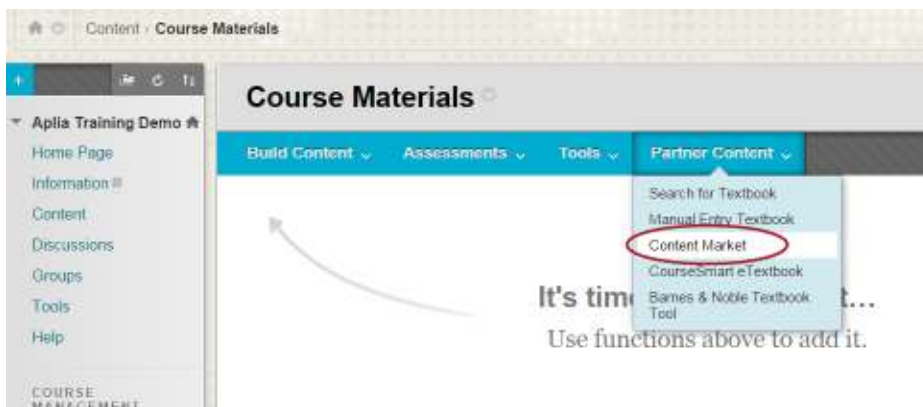 Content › Course Materials
Aplia Training Demo
Home Page
Information
Content
Discussions
Groups
Tools
Help
COURSE
MANAGEMENT
Course Materials
Build Content Assessments Tools Partner Content
Search for Textbook
Manual Entry Textbook
Content Market
CourseSmart eTextbook
Barnes & Noble Textbook
Tool
It's tim t...
Use functions above to add it.